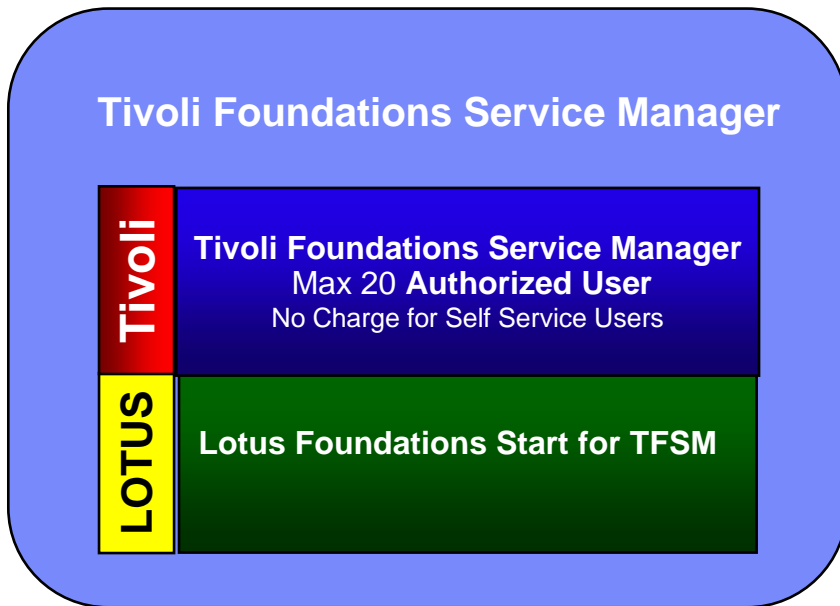 Tivoli Foundations Service Manager
Tivoli
Tivoli Foundations Service Manager
Max 20 Authorized User
No Charge for Self Service Users
LOTUS
Lotus Foundations Start for TFSM